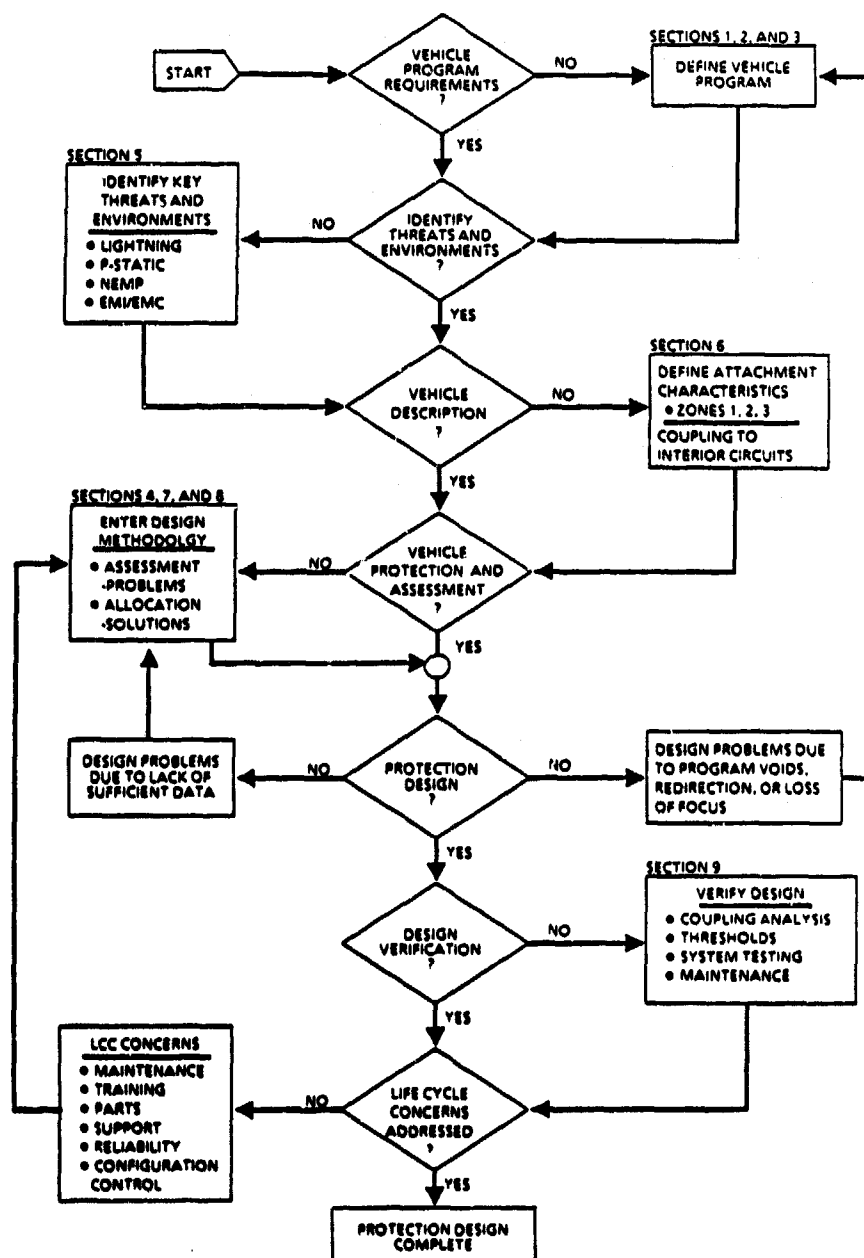 START
VEHICLE
PROGRAM
REQUIREMENTS
?
NO
YES
SECTIONS 1, 2, AND 3
DEFINE VEHICLE
PROGRAM
SECTION 5
IDENTIFY KEY
THREATS AND
ENVIRONMENTS
• LIGHTNING
• P-STATIC
• NEMP
• EMI/EMC
NO
IDENTIFY
THREATS AND
ENVIRONMENTS
?
YES
VEHICLE
DESCRIPTION
?
NO
YES
SECTION 6
DEFINE ATTACHMENT
CHARACTERISTICS
• ZONES 1, 2, 3
COUPLING TO
INTERIOR CIRCUITS
SECTIONS 4, 7, AND 8
ENTER DESIGN
METHODOLGY
• ASSESSMENT
-PROBLEMS
• ALLOCATION
-SOLUTIONS
NO
VEHICLE
PROTECTION AND
ASSESSMENT
?
YES
DESIGN PROBLEMS
DUE TO LACK OF
SUFFICIENT DATA
NO
PROTECTION
DESIGN
?
NO
YES
DESIGN PROBLEMS DUE
TO PROGRAM VOIDS,
REDIRECTION, OR LOSS
OF FOCUS
DESIGN
VERIFICATION
?
NO
YES
SECTION 9
VERIFY DESIGN
• COUPLING ANALYSIS
• THRESHOLDS
• SYSTEM TESTING
• MAINTENANCE
LCC CONCERNS
• MAINTENANCE
• TRAINING
• PARTS
• SUPPORT
• RELIABILITY
• CONFIGURATION
CONTROL
NO
LIFE CYCLE
CONCERNS
ADDRESSED
?
YES
PROTECTION DESIGN
COMPLETE